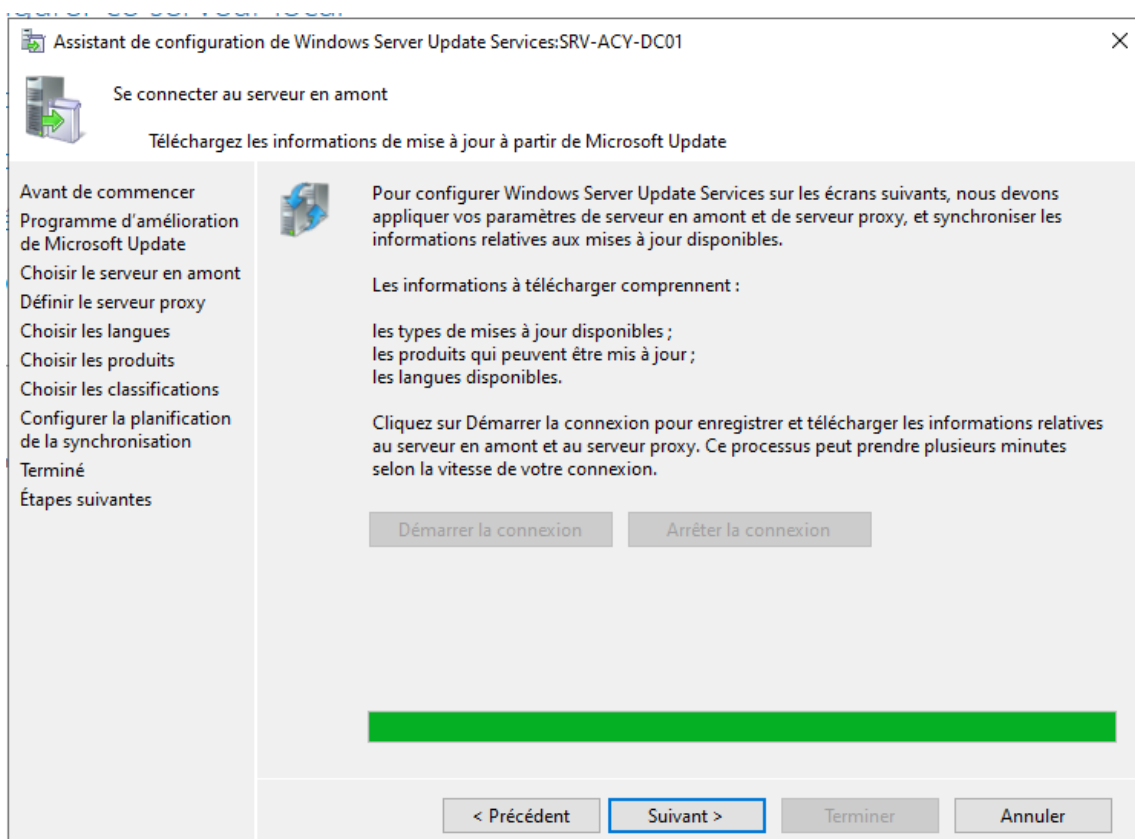 Assistant de configuration de Windows Server Update Services:SRV-ACY-DC01
Se connecter au serveur en amont
Téléchargez les informations de mise à jour à partir de Microsoft Update
Avant de commencer
Programme d'amélioration
de Microsoft Update
Choisir le serveur en amont
Définir le serveur proxy
Choisir les langues
Choisir les produits
Choisir les classifications
Configurer la planification
de la synchronisation
Terminé
Étapes suivantes
Pour configurer Windows Server Update Services sur les écrans suivants, nous devons
appliquer vos paramètres de serveur en amont et de serveur proxy, et synchroniser les
informations relatives aux mises à jour disponibles.
Les informations à télécharger comprennent :
les types de mises à jour disponibles ;
les produits qui peuvent être mis à jour ;
les langues disponibles.
Cliquez sur Démarrer la connexion pour enregistrer et télécharger les informations relatives
au serveur en amont et au serveur proxy. Ce processus peut prendre plusieurs minutes
selon la vitesse de votre connexion.
Démarrer la connexion
Arrêter la connexion
< Précédent
Suivant >
Terminer
Annuler